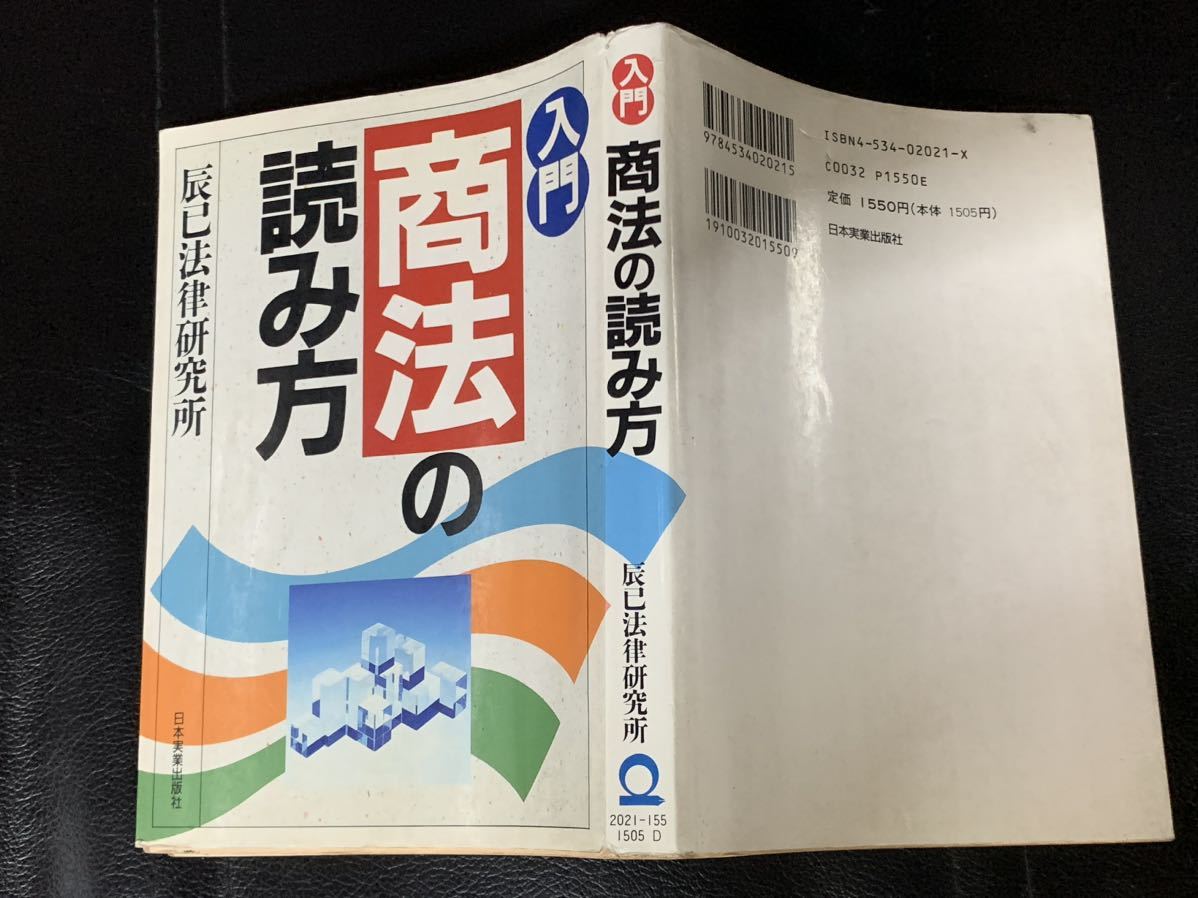 入門
商法の
読み方
辰巳法律研究所
日本実業出版社
入門
商法の読み方
辰巳法律研究所
2021-155
1505 D
9784534020215
1910032015509
ISBN4-534-02021-X
C0032 P1550E
定価 1550円(本体 1505円)
日本実業出版社